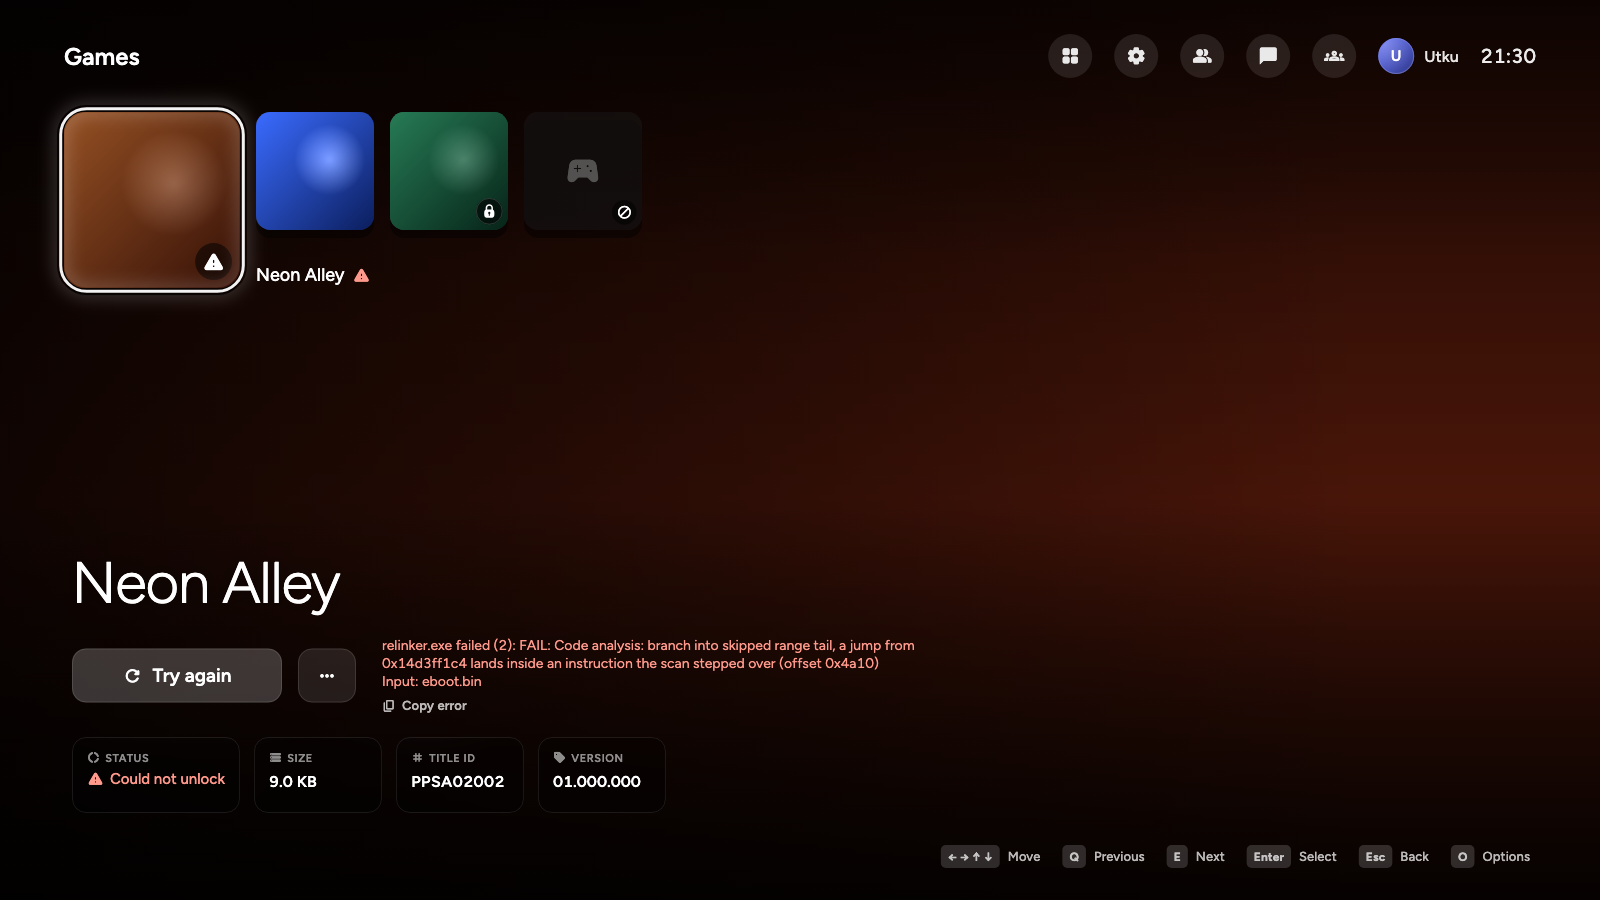 Games
U
Utku
21:30
Neon Alley
Neon Alley
relinker.exe failed (2): FAIL: Code analysis: branch into skipped range tail, a jump from
0x14d3ff1c4 lands inside an instruction the scan stepped over (offset 0x4a10)
Input: eboot.bin
Try again
Copy error
STATUS
Could not unlock
SIZE
9.0 KB
TITLE ID
PPSA02002
VERSION
01.000.000
Move
Q Previous
E Next
Enter Select
Esc Back
O Options